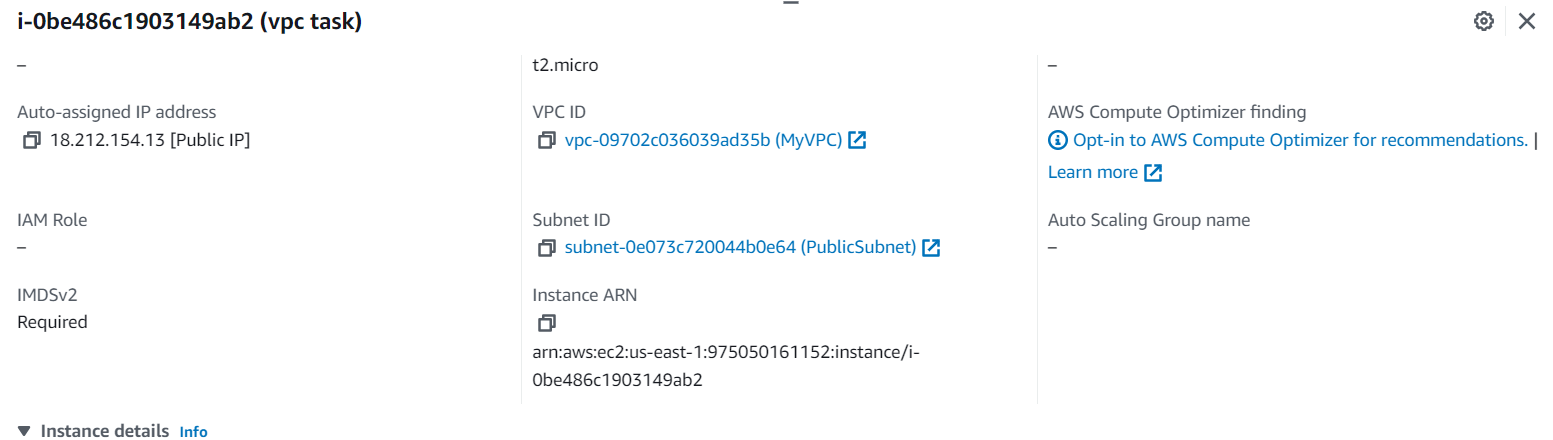 i-0be486c1903149ab2 (vpc task)
–
t2.micro
–
Auto-assigned IP address
18.212.154.13 [Public IP]
VPC ID
vpc-09702c036039ad35b (MyVPC)
AWS Compute Optimizer finding
Opt-in to AWS Compute Optimizer for recommendations. |
Learn more
IAM Role
–
Subnet ID
subnet-0e073c720044b0e64 (PublicSubnet)
Auto Scaling Group name
–
IMDSv2
Required
Instance ARN
arn:aws:ec2:us-east-1:975050161152:instance/i-
0be486c1903149ab2
Instance details Info